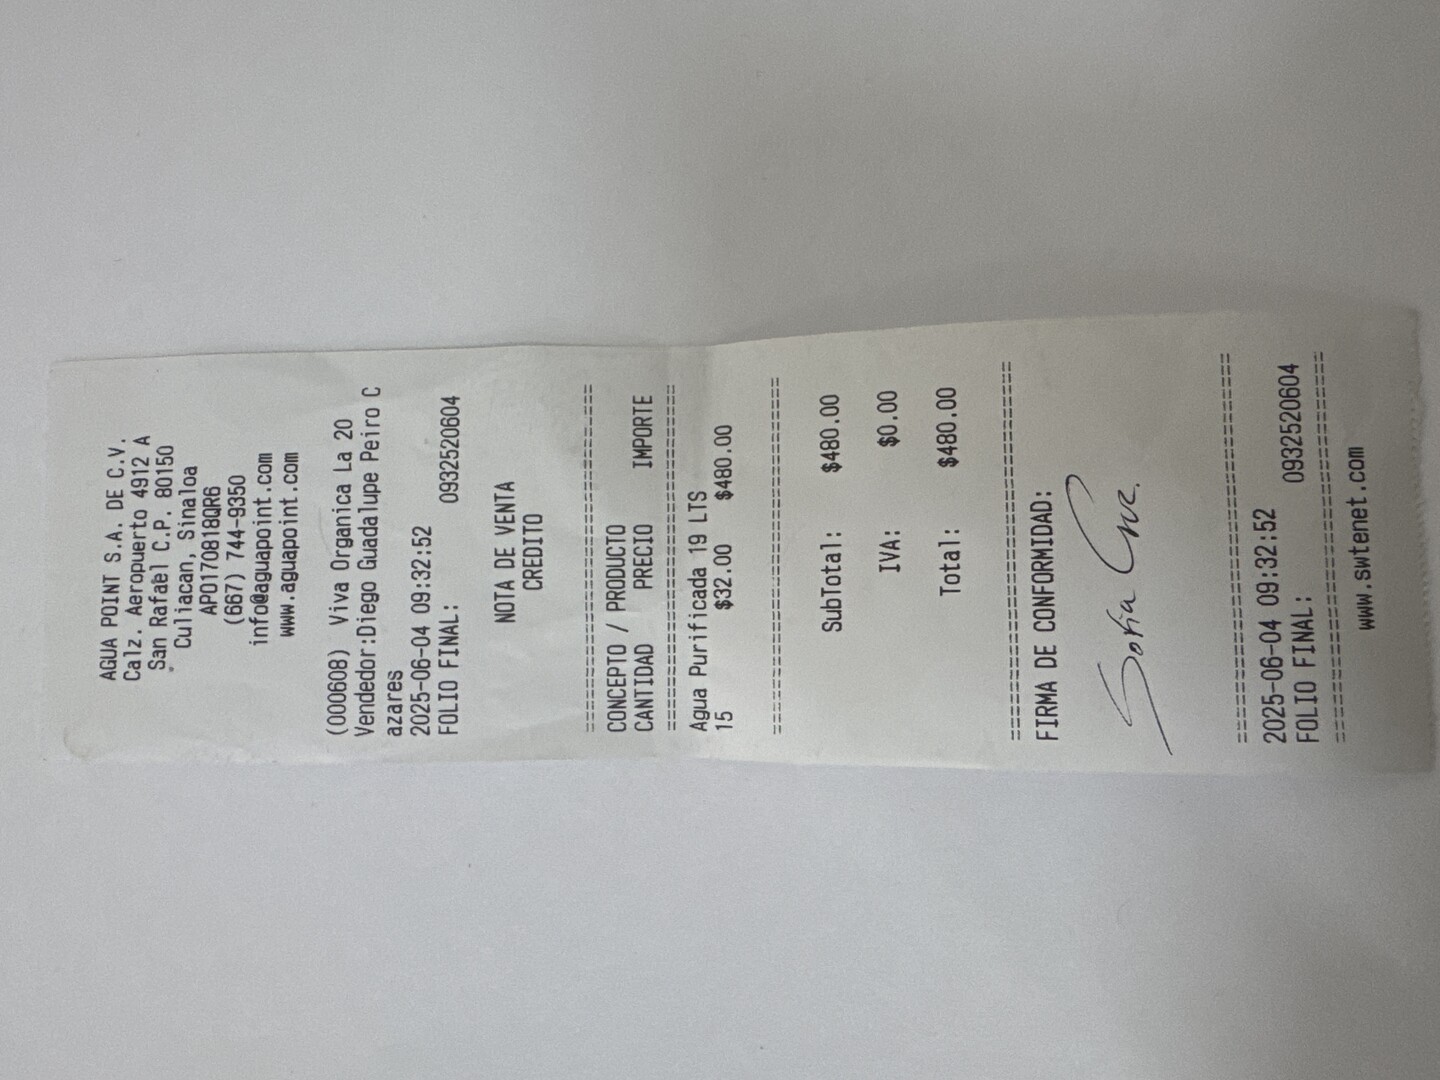 AGUA POINT S.A. DE C.V.
Calz. Aeropuerto 4912 A
San Rafael C.P. 80150
Culiacan, Sinaloa
APO170818QR6
(667) 744-9350
info@aguapoint.com
www.aguapoint.com
(000608) Viva Organica La 20
Vendedor:Diego Guadalupe Peiro C
azares
2025-06-04 09:32:52
FOLIO FINAL: 0932520604
NOTA DE VENTA
CREDITO
================================
CONCEPTO / PRODUCTO
CANTIDAD PRECIO IMPORTE
================================
Agua Purificada 19 LTS
15 $32.00 $480.00
================================
SubTotal: $480.00
IVA: $0.00
Total: $480.00
================================
FIRMA DE CONFORMIDAD:
Sofia Cruz.
================================
2025-06-04 09:32:52
FOLIO FINAL: 0932520604
================================
www.swtenet.com